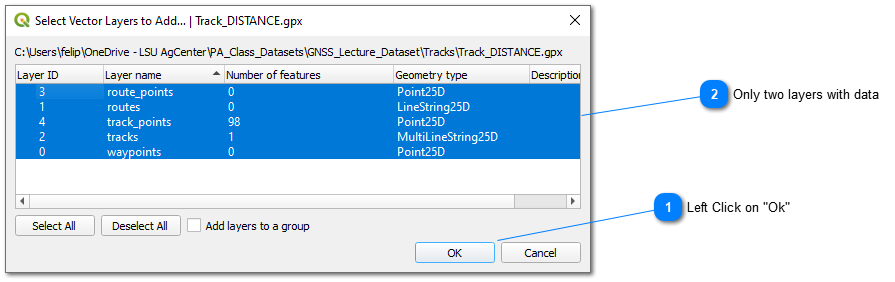 Select Vector Layers to Add... | Track_DISTANCE.gpx
C:\Users\felip\OneDrive - LSU AgCenter\PA_Class_Datasets\GNSS_Lecture_Dataset\Tracks\Track_DISTANCE.gpx
Layer ID Layer name Number of features Geometry type Description
3 route_points 0 Point25D
1 routes 0 LineString25D
4 track_points 98 Point25D
2 tracks 1 MultiLineString25D
0 waypoints 0 Point25D
2 Only two layers with data
1 Left Click on "Ok"
Select All Deselect All Add layers to a group
OK Cancel